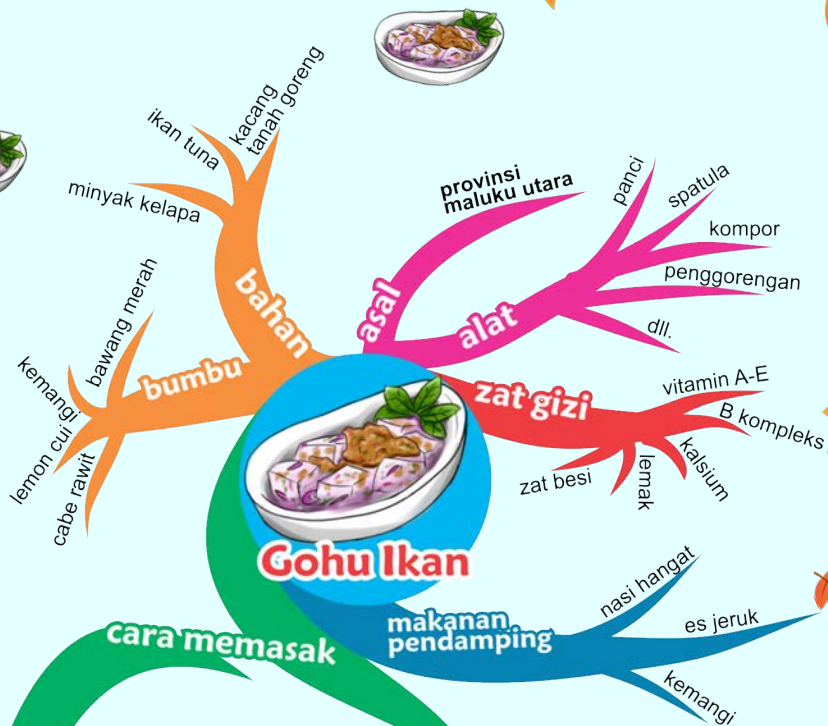 kacang
tanah goreng
ikan tuna
minyak kelapa
bahan
bawang merah
kemangi
lemon cui
cabe rawit
bumbu
provinsi
maluku utara
asal
panci
spatula
kompor
penggorengan
dll.
alat
zat gizi
vitamin A-E
B kompleks
kalsium
lemak
zat besi
Gohu Ikan
makanan
pendamping
nasi hangat
es jeruk
kemangi
cara memasak